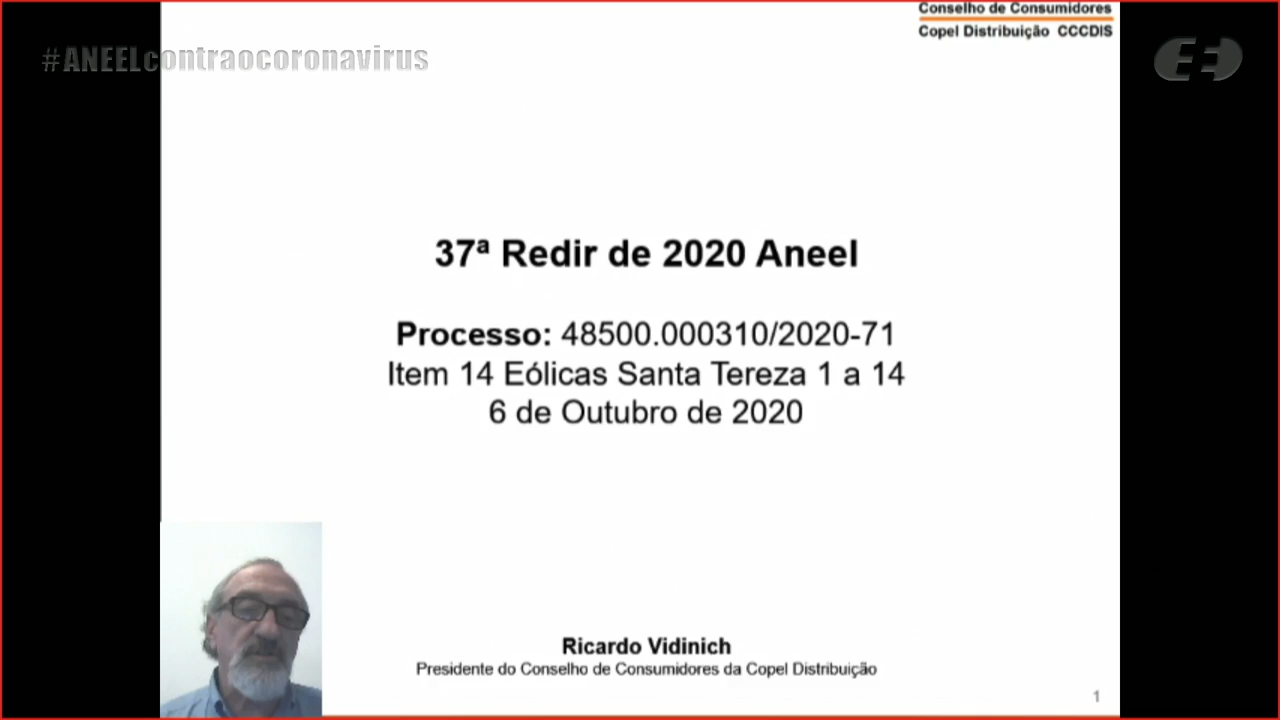 Conselho de Consumidores
Copel Distribuição CCCDIS
#ANEELcontraocoronavirus
37ª Redir de 2020 Aneel
Processo: 48500.000310/2020-71
Item 14 Eólicas Santa Tereza 1 a 14
6 de Outubro de 2020
Ricardo Vidinich
Presidente do Conselho de Consumidores da Copel Distribuição
1